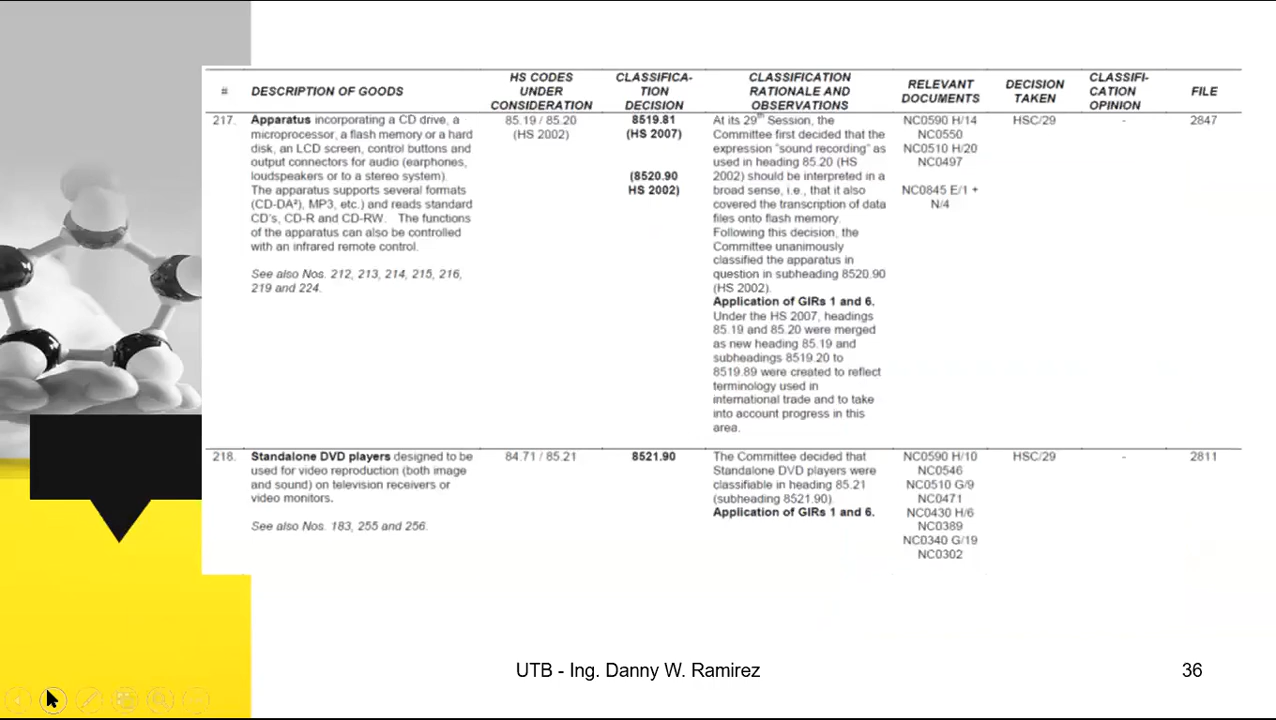 # DESCRIPTION OF GOODS HS CODES UNDER CONSIDERATION CLASSIFICA-TION DECISION CLASSIFICATION RATIONALE AND OBSERVATIONS RELEVANT DOCUMENTS DECISION TAKEN CLASSIFI-CATION OPINION FILE
217.
Apparatus incorporating a CD drive, a
microprocessor, a flash memory or a hard
disk, an LCD screen, control buttons and
output connectors for audio (earphones,
loudspeakers or to a stereo system).
The apparatus supports several formats
(CD-DA²), MP3, etc.) and reads standard
CD's, CD-R and CD-RW. The functions
of the apparatus can also be controlled
with an infrared remote control.
See also Nos. 212, 213, 214, 215, 216,
219 and 224.
85.19 / 85.20
(HS 2002)
8519.81
(HS 2007)
(8520.90
HS 2002)
At its 29th Session, the
Committee first decided that the
expression "sound recording" as
used in heading 85.20 (HS
2002) should be interpreted in a
broad sense, i.e., that it also
covered the transcription of data
files onto flash memory.
Following this decision, the
Committee unanimously
classified the apparatus in
question in subheading 8520.90
(HS 2002).
Application of GIRs 1 and 6.
Under the HS 2007, headings
85.19 and 85.20 were merged
as new heading 85.19 and
subheadings 8519.20 to
8519.89 were created to reflect
terminology used in
international trade and to take
into account progress in this
area.
NC0590 H/14
NC0550
NC0510 H/20
NC0497
NC0845 E/1 +
N/4
HSC/29
-
2847
218.
Standalone DVD players designed to be
used for video reproduction (both image
and sound) on television receivers or
video monitors.
See also Nos. 183, 255 and 256.
84.71 / 85.21
8521.90
The Committee decided that
Standalone DVD players were
classifiable in heading 85.21
(subheading 8521.90).
Application of GIRs 1 and 6.
NC0590 H/10
NC0546
NC0510 G/9
NC0471
NC0430 H/6
NC0389
NC0340 G/19
NC0302
HSC/29
-
2811
UTB - Ing. Danny W. Ramirez
36